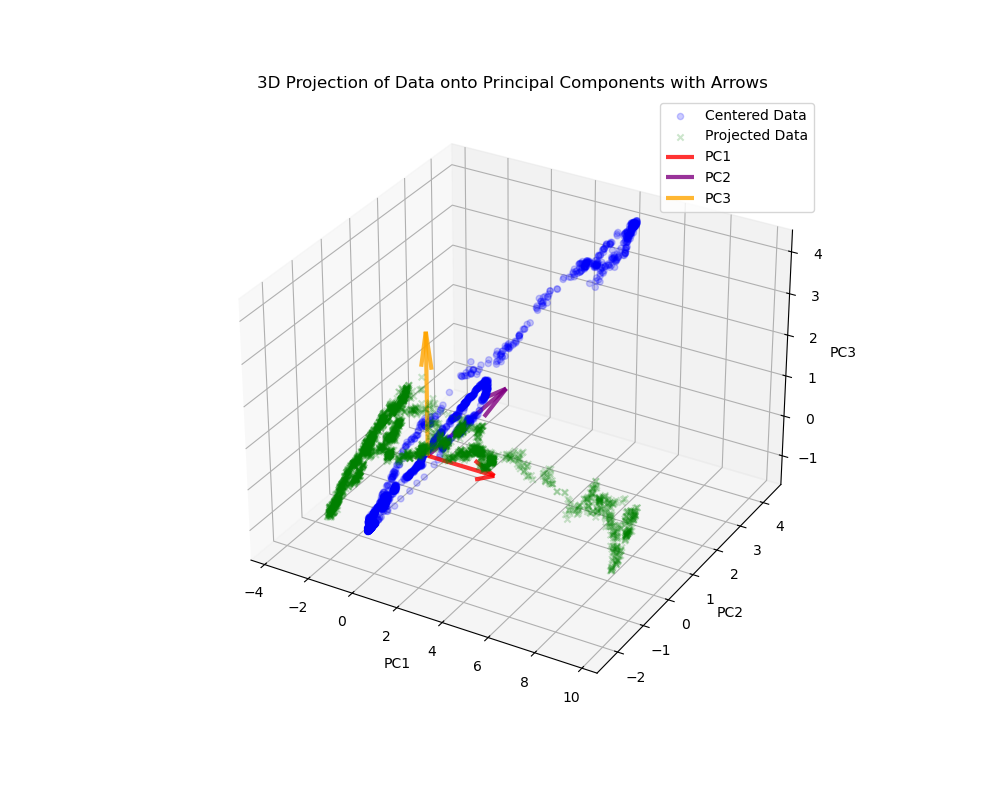 3D Projection of Data onto Principal Components with Arrows
Centered Data
Projected Data
PC1
PC2
PC3
4
3
2
1
0
−1
PC3
4
3
2
1
0
−1
−2
PC2
−4
−2
0
2
4
6
8
10
PC1